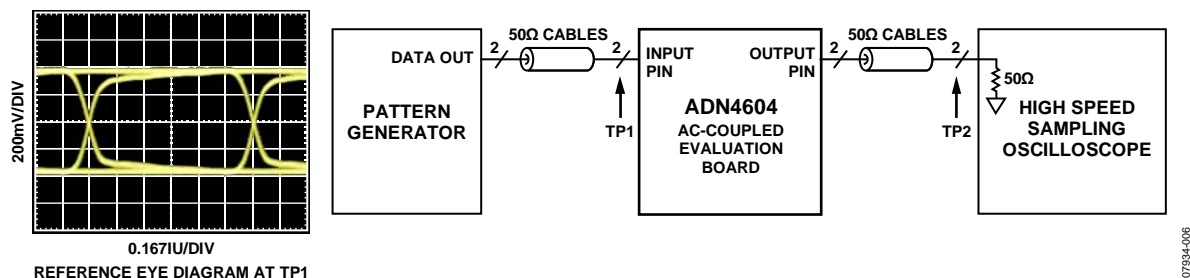 200mV/DIV
0.167IU/DIV
REFERENCE EYE DIAGRAM AT TP1
DATA OUT
PATTERN
GENERATOR
2
50Ω CABLES
2
TP1
INPUT
PIN
OUTPUT
PIN
ADN4604
AC-COUPLED
EVALUATION
BOARD
2
50Ω CABLES
2
TP2
50Ω
HIGH SPEED
SAMPLING
OSCILLOSCOPE
07934-006